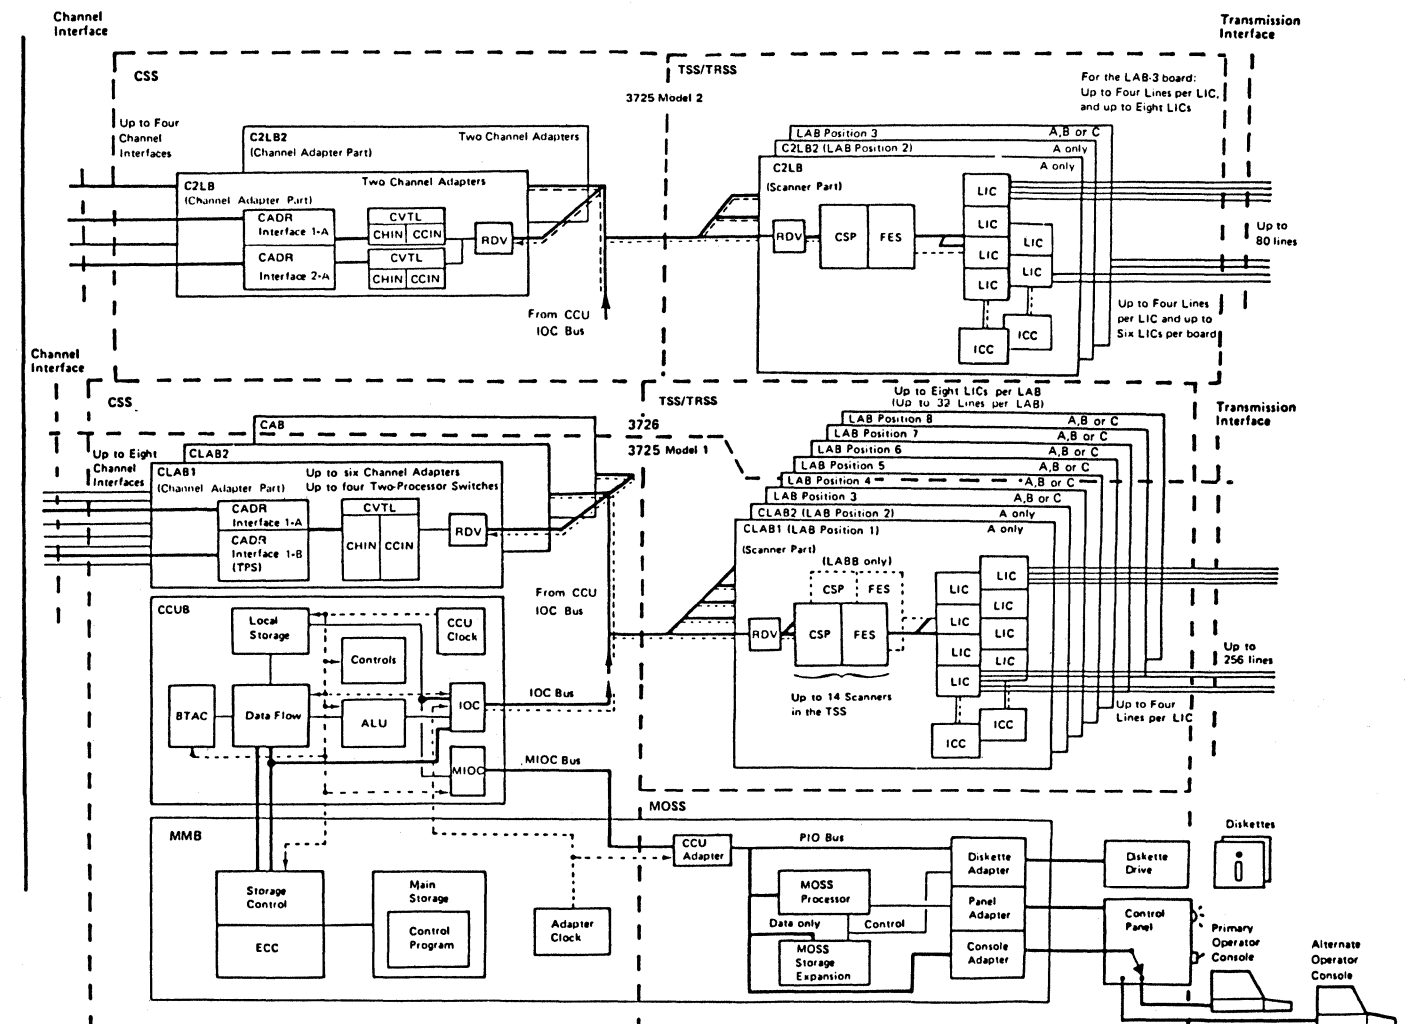 Channel
Interface
Transmission
Interface
CSS
TSS/TRSS
3725 Model 2
For the LAB-3 board:
Up to Four Lines per LIC,
and up to Eight LICs
Up to Four
Channel
Interfaces
C2LB2
Two Channel Adapters
(Channel Adapter Part)
C2LB
Two Channel Adapters
(Channel Adapter Part)
CADR
Interface 1-A
CADR
Interface 2-A
CVTL
CHIN
CCIN
CVTL
CHIN
CCIN
RDV
From CCU
IOC Bus
LAB Position 3
A,B or C
C2LB2 (LAB Position 2)
A only
C2LB
A only
(Scanner Part)
RDV
CSP
FES
LIC
LIC
LIC
LIC
LIC
LIC
ICC
ICC
Up to
80 lines
Up to Four Lines
per LIC and up to
Six LICs per board
Channel
Interface
CSS
TSS/TRSS
3726
3725 Model 1
Up to Eight LICs per LAB
(Up to 32 Lines per LAB)
Transmission
Interface
Up to Eight
Channel
Interfaces
CAB
CLAB2
CLAB1
(Channel Adapter Part)
Up to six Channel Adapters
Up to four Two-Processor Switches
CADR
Interface 1-A
CADR
Interface 1-B
(TPS)
CVTL
CHIN
CCIN
RDV
From CCU
IOC Bus
LAB Position 8
A,B or C
LAB Position 7
A,B or C
LAB Position 6
A,B or C
LAB Position 5
A,B or C
LAB Position 4
A,B or C
LAB Position 3
A,B or C
CLAB2 (LAB Position 2)
A only
CLAB1 (LAB Position 1)
A only
(Scanner Part)
(LABB only)
CSP
FES
RDV
CSP
FES
Up to 14 Scanners
in the TSS
LIC
LIC
LIC
LIC
LIC
LIC
LIC
LIC
ICC
ICC
Up to
256 lines
Up to Four
Lines per LIC
CCUB
Local
Storage
CCU
Clock
Controls
BTAC
Data Flow
ALU
IOC
MIOC
IOC Bus
MIOC Bus
MOSS
MMB
Storage
Control
ECC
Main
Storage
Control
Program
Adapter
Clock
CCU
Adapter
PIO Bus
MOSS
Processor
Data only
Control
MOSS
Storage
Expansion
Diskette
Adapter
Panel
Adapter
Console
Adapter
Diskette
Drive
Diskettes
Control
Panel
Primary
Operator
Console
Alternate
Operator
Console